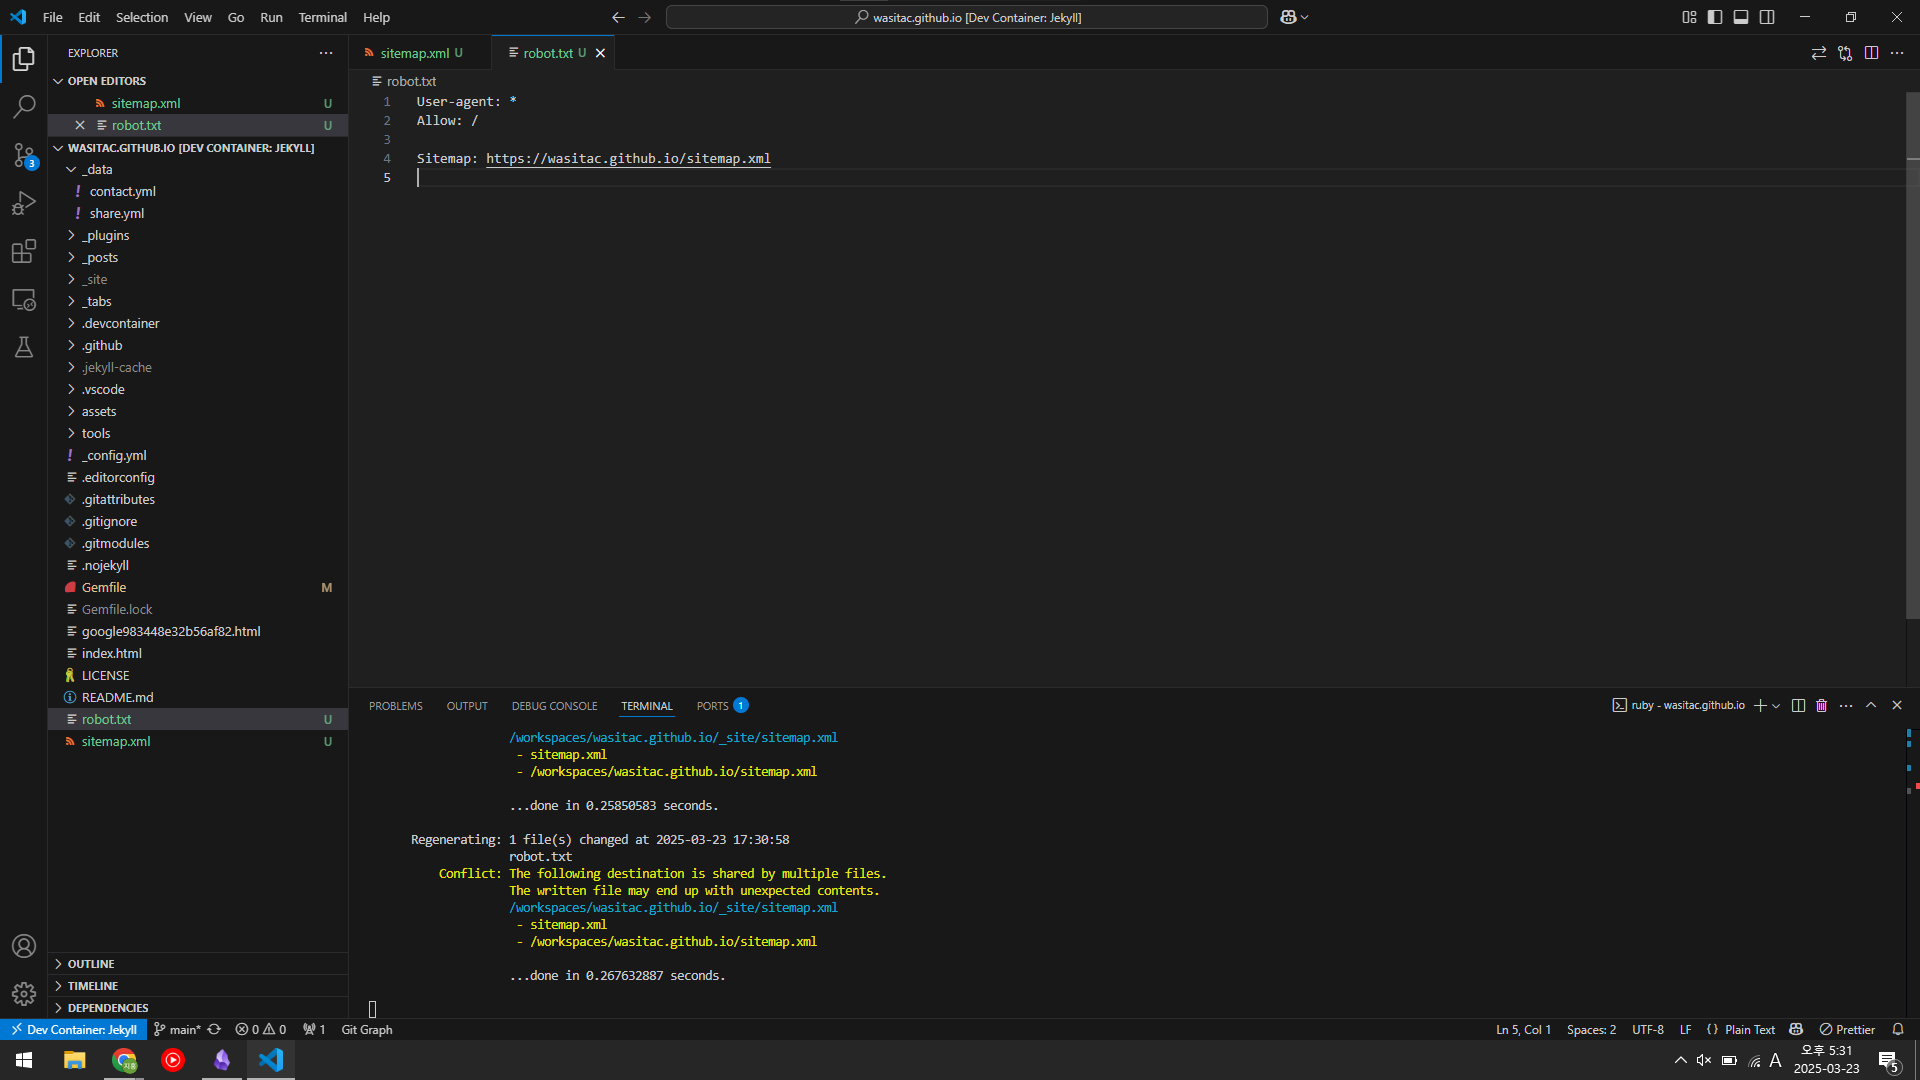 File Edit Selection View Go Run Terminal Help
wasitac.github.io [Dev Container: Jekyll]
EXPLORER
OPEN EDITORS
sitemap.xml U
robot.txt U
WASITAC.GITHUB.IO [DEV CONTAINER: JEKYLL]
_data
contact.yml
share.yml
_plugins
_posts
_site
_tabs
.devcontainer
.github
.jekyll-cache
.vscode
assets
tools
_config.yml
.editorconfig
.gitattributes
.gitignore
.gitmodules
.nojekyll
Gemfile M
Gemfile.lock
google983448e32b56af82.html
index.html
LICENSE
README.md
robot.txt U
sitemap.xml U
OUTLINE
TIMELINE
DEPENDENCIES
3
sitemap.xml U robot.txt U
robot.txt
1 User-agent: *
2 Allow: /
3
4 Sitemap: https://wasitac.github.io/sitemap.xml
5
PROBLEMS OUTPUT DEBUG CONSOLE TERMINAL PORTS 1
ruby - wasitac.github.io
/workspaces/wasitac.github.io/_site/sitemap.xml
- sitemap.xml
- /workspaces/wasitac.github.io/sitemap.xml
...done in 0.25850583 seconds.
Regenerating: 1 file(s) changed at 2025-03-23 17:30:58
robot.txt
Conflict: The following destination is shared by multiple files.
The written file may end up with unexpected contents.
/workspaces/wasitac.github.io/_site/sitemap.xml
- sitemap.xml
- /workspaces/wasitac.github.io/sitemap.xml
...done in 0.267632887 seconds.
Dev Container: Jekyll main* 0 0 1 Git Graph
Ln 5, Col 1 Spaces: 2 UTF-8 LF {} Plain Text Prettier
지용
A
오후 5:31
2025-03-23
5